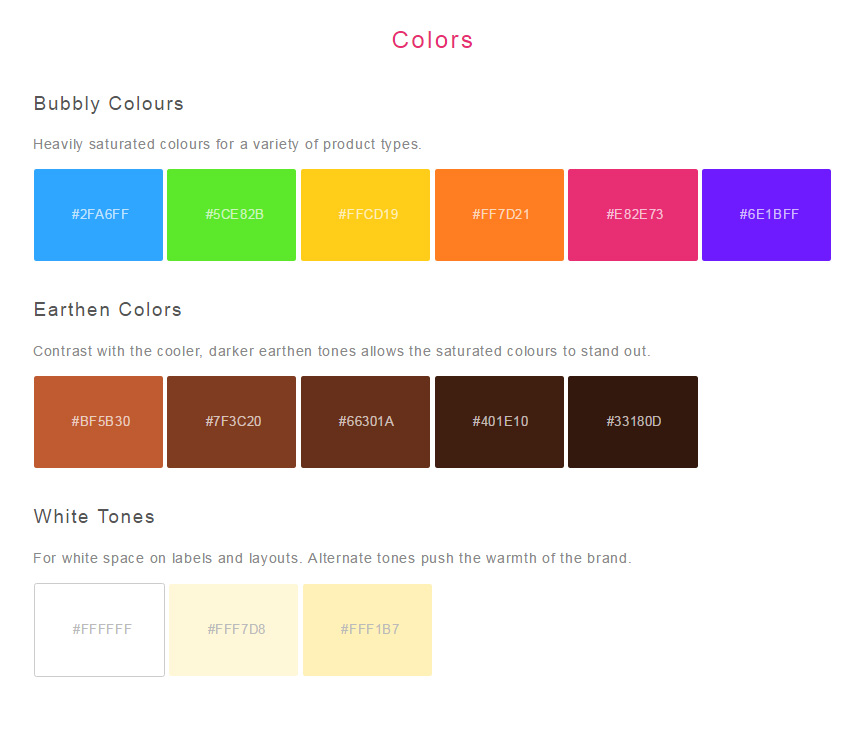 Colors
Bubbly Colours
Heavily saturated colours for a variety of product types.
#2FA6FF #5CE82B #FFCD19 #FF7D21 #E82E73 #6E1BFF
Earthen Colors
Contrast with the cooler, darker earthen tones allows the saturated colours to stand out.
#BF5B30 #7F3C20 #66301A #401E10 #33180D
White Tones
For white space on labels and layouts. Alternate tones push the warmth of the brand.
#FFFFFF #FFF7D8 #FFF1B7